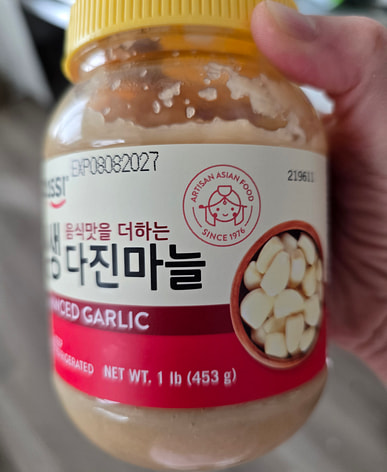 EXP08082027
ARTISAN ASIAN FOOD
SINCE 1976
219611
음식맛을 더하는
생다진마늘
GARLIC
NET WT. 1 lb (453 g)